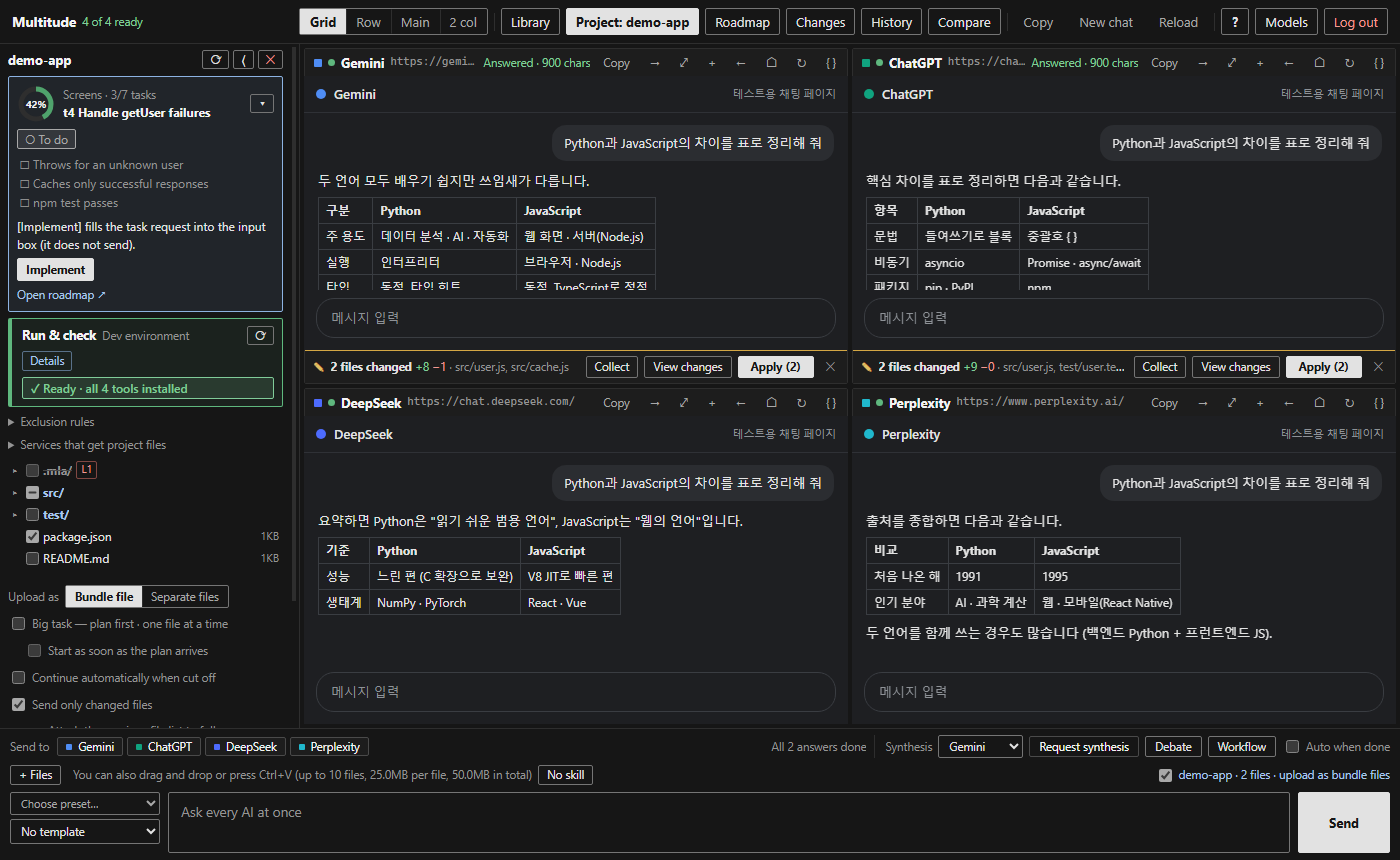 Multitude 4 of 4 ready
Grid Row Main 2 col Library Project: demo-app Roadmap Changes History Compare Copy New chat Reload ? Models Log out
demo-app
42%
Screens · 3/7 tasks
t4 Handle getUser failures
To do
Throws for an unknown user
Caches only successful responses
npm test passes
[Implement] fills the task request into the input
box (it does not send).
Implement
Open roadmap ↗
Run & check Dev environment
Details
✓ Ready · all 4 tools installed
Exclusion rules
Services that get project files
.mla/ L1
src/
test/
package.json 1KB
README.md 1KB
Upload as Bundle file Separate files
Big task — plan first · one file at a time
Start as soon as the plan arrives
Continue automatically when cut off
Send only changed files
Gemini https://gemi… Answered · 900 chars Copy → ⤢ + ← ↻ { }
Gemini 테스트용 채팅 페이지
Python과 JavaScript의 차이를 표로 정리해 줘
두 언어 모두 배우기 쉽지만 쓰임새가 다릅니다.
구분 Python JavaScript
주 용도 데이터 분석 · AI · 자동화 웹 화면 · 서버(Node.js)
실행 인터프리터 브라우저 · Node.js
타입 동적, 타입 힌트 동적, TypeScript로 정적
메시지 입력
2 files changed +8 −1 · src/user.js, src/cache.js Collect View changes Apply (2) ×
ChatGPT https://cha… Answered · 900 chars Copy → ⤢ + ← ↻ { }
ChatGPT 테스트용 채팅 페이지
Python과 JavaScript의 차이를 표로 정리해 줘
핵심 차이를 표로 정리하면 다음과 같습니다.
항목 Python JavaScript
문법 들여쓰기로 블록 중괄호 { }
비동기 asyncio Promise · async/await
패키지 pip · PyPI npm
메시지 입력
2 files changed +9 −0 · src/user.js, test/user.te… Collect View changes Apply (2) ×
DeepSeek https://chat.deepseek.com/ Copy → ⤢ + ← ↻ { }
DeepSeek 테스트용 채팅 페이지
Python과 JavaScript의 차이를 표로 정리해 줘
요약하면 Python은 "읽기 쉬운 범용 언어", JavaScript는 "웹의 언어"입니다.
기준 Python JavaScript
성능 느린 편 (C 확장으로 보완) V8 JIT로 빠른 편
생태계 NumPy · PyTorch React · Vue
메시지 입력
Perplexity https://www.perplexity.ai/ Copy → ⤢ + ← ↻ { }
Perplexity 테스트용 채팅 페이지
Python과 JavaScript의 차이를 표로 정리해 줘
출처를 종합하면 다음과 같습니다.
비교 Python JavaScript
처음 나온 해 1991 1995
인기 분야 AI · 과학 계산 웹 · 모바일(React Native)
두 언어를 함께 쓰는 경우도 많습니다 (백엔드 Python + 프런트엔드 JS).
메시지 입력
Send to Gemini ChatGPT DeepSeek Perplexity All 2 answers done Synthesis Gemini Request synthesis Debate Workflow Auto when done
+ Files You can also drag and drop or press Ctrl+V (up to 10 files, 25.0MB per file, 50.0MB in total) No skill demo-app · 2 files · upload as bundle files
Choose preset...
No template
Ask every AI at once
Send